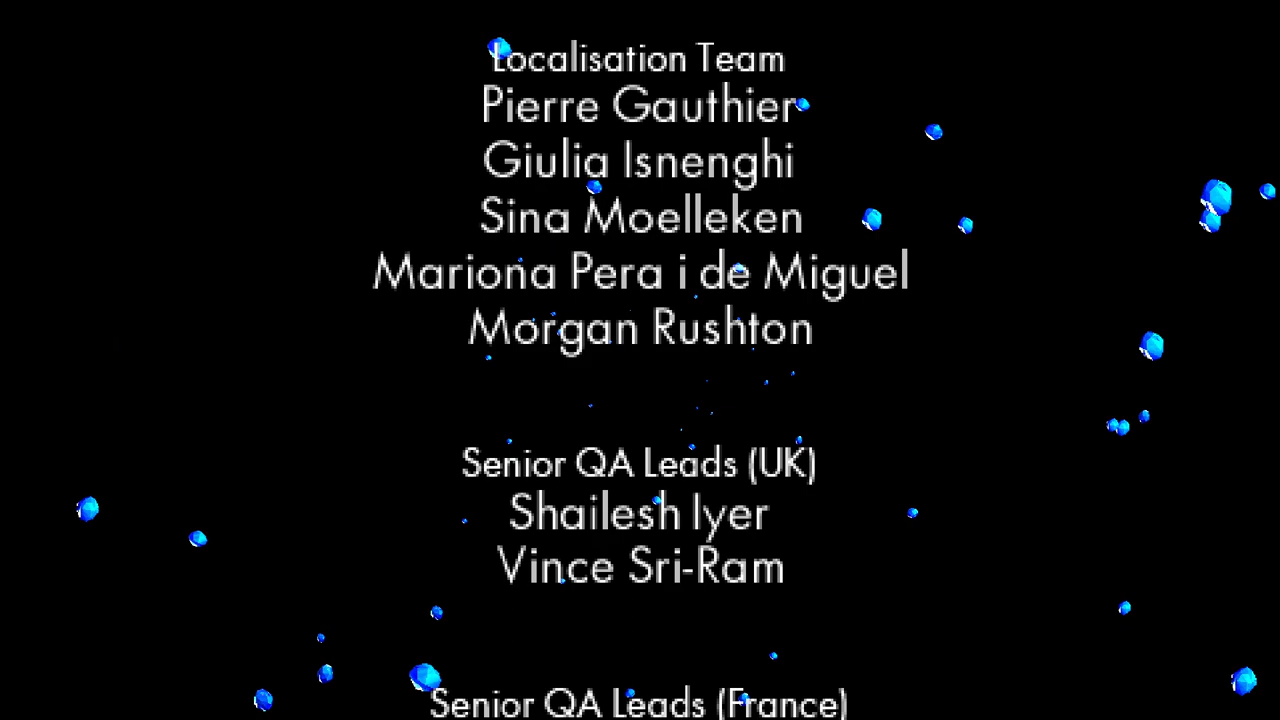 Localisation Team
Pierre Gauthier
Giulia Isnenghi
Sina Moelleken
Mariona Pera i de Miguel
Morgan Rushton
Senior QA Leads (UK)
Shailesh Iyer
Vince Sri-Ram
Senior QA Leads (France)